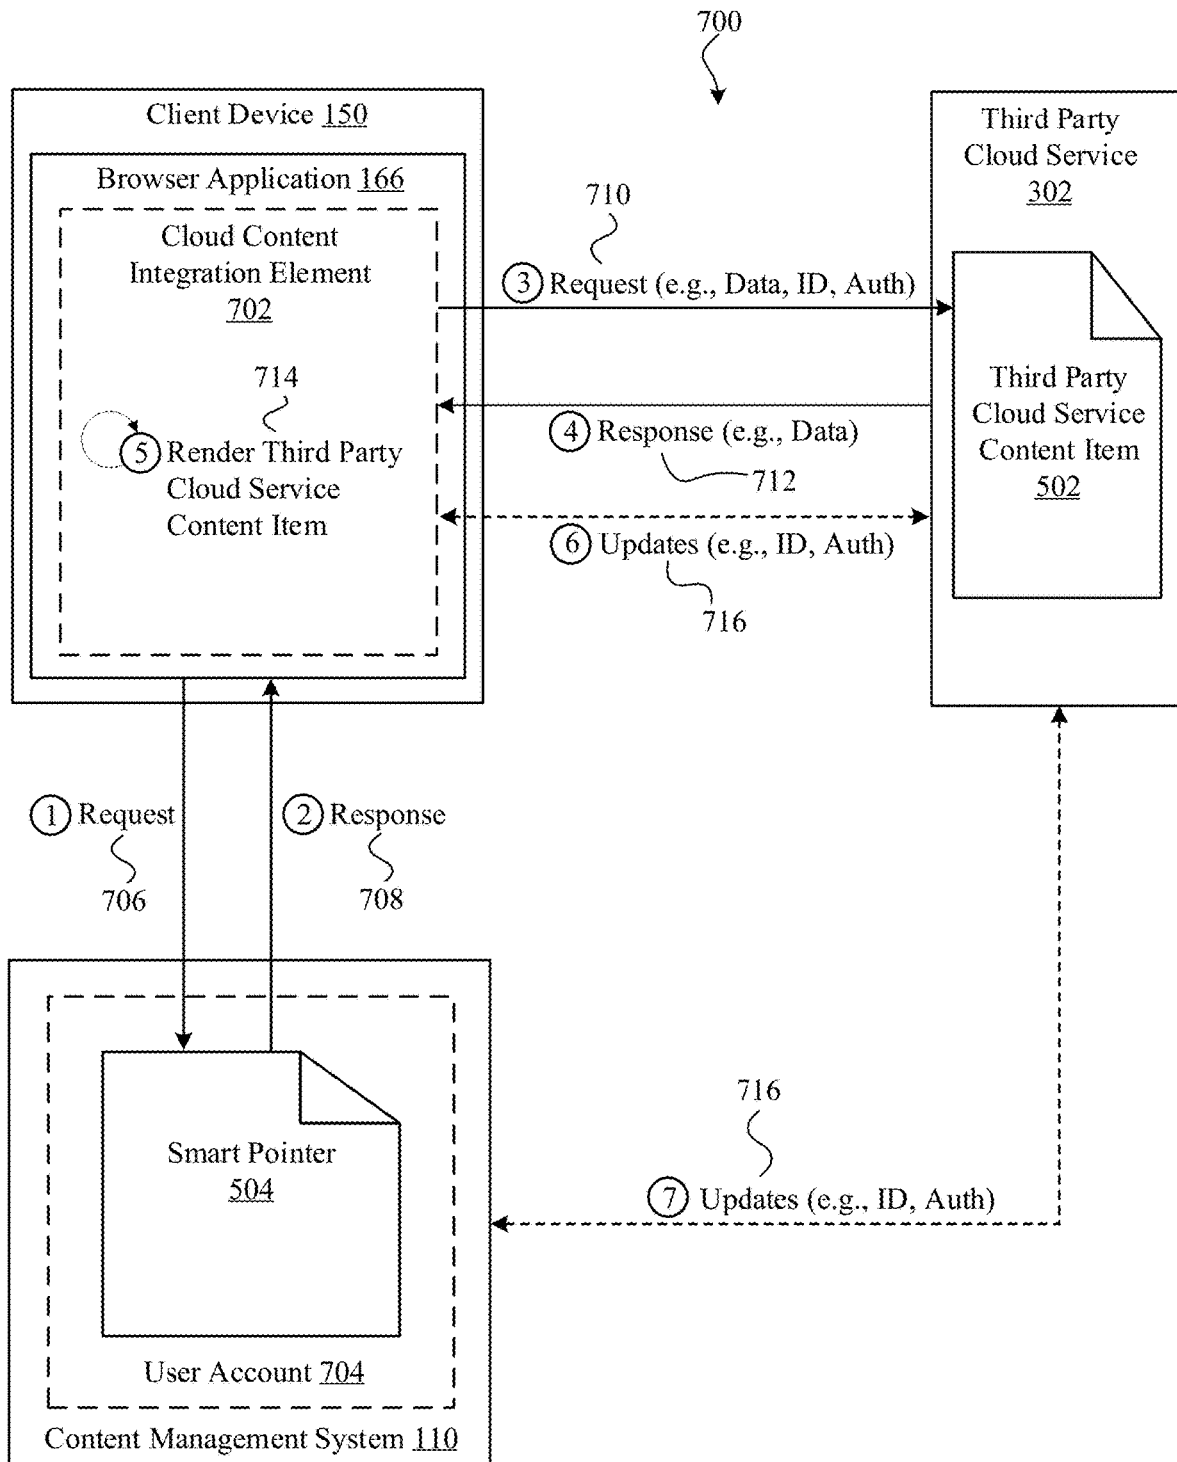 700
Client Device 150
Browser Application 166
Cloud Content
Integration Element
702
714
5 Render Third Party
Cloud Service
Content Item
710
3 Request (e.g., Data, ID, Auth)
4 Response (e.g., Data)
712
6 Updates (e.g., ID, Auth)
716
Third Party
Cloud Service
302
Third Party
Cloud Service
Content Item
502
1 Request
706
2 Response
708
Smart Pointer
504
User Account 704
Content Management System 110
716
7 Updates (e.g., ID, Auth)